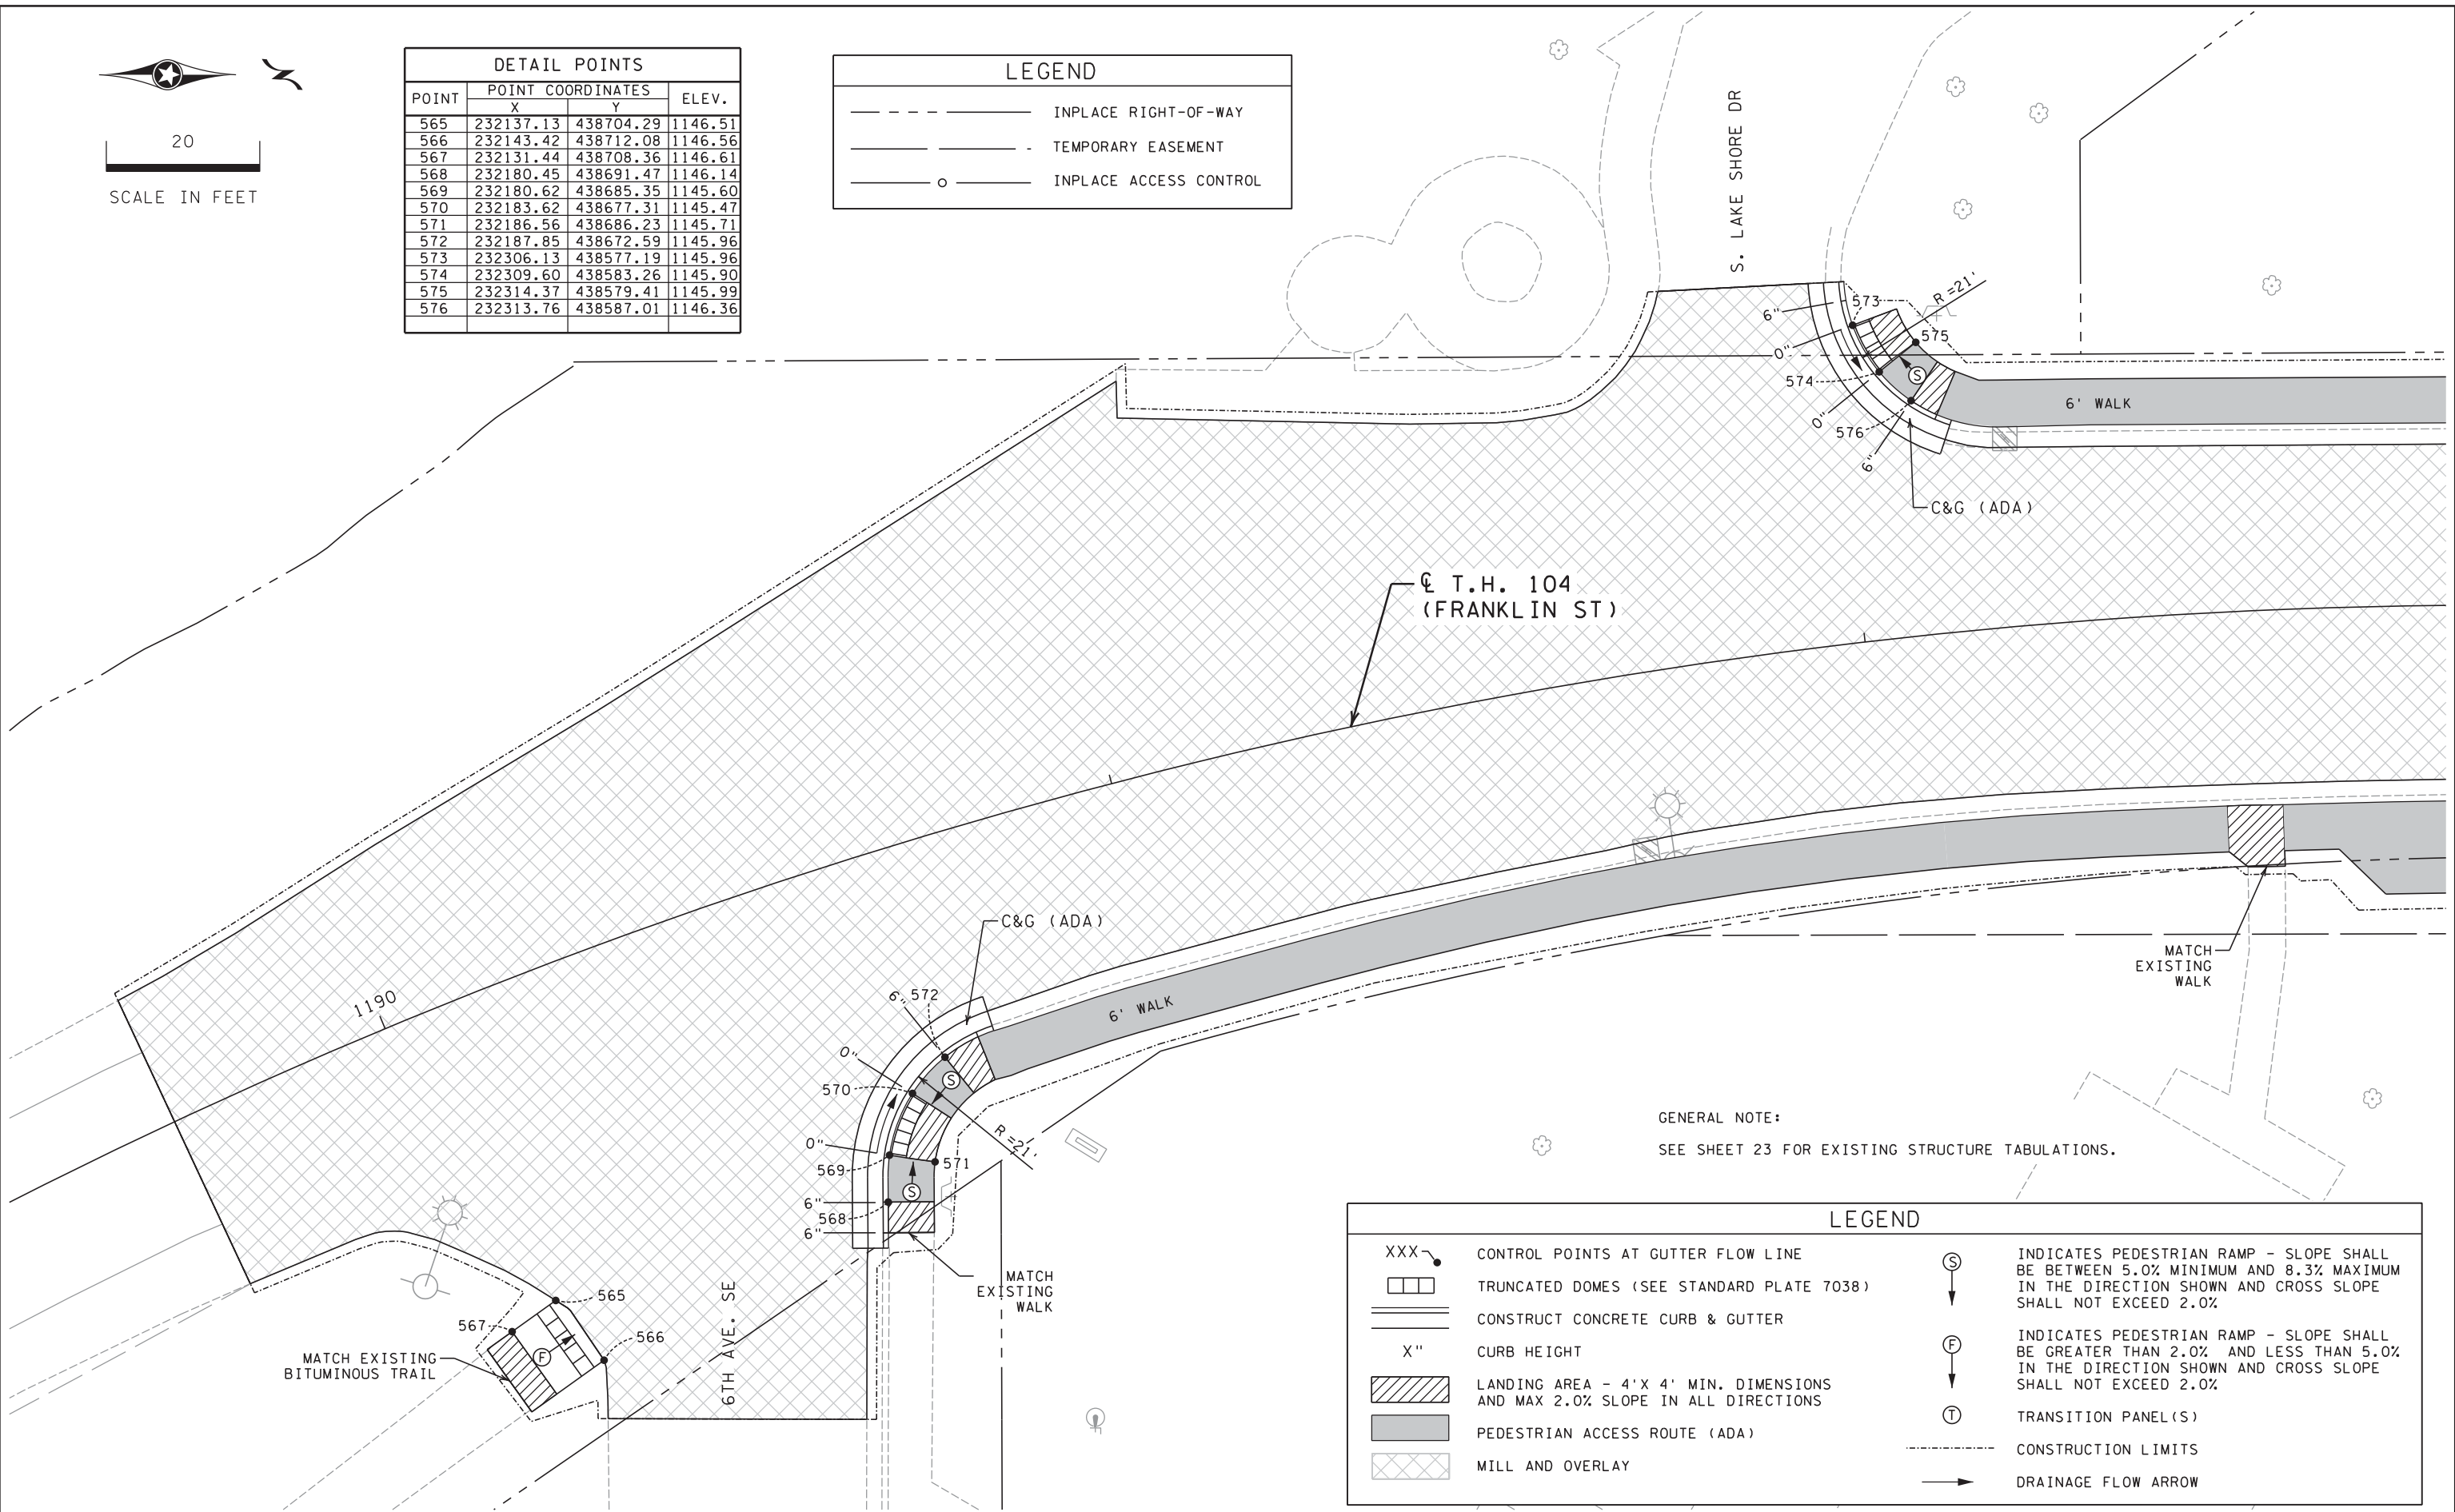 20
SCALE IN FEET
DETAIL POINTS
POINT POINT COORDINATES ELEV.
X Y
565 232137.13 438704.29 1146.51
566 232143.42 438712.08 1146.56
567 232131.44 438708.36 1146.61
568 232180.45 438691.47 1146.14
569 232180.62 438685.35 1145.60
570 232183.62 438677.31 1145.47
571 232186.56 438686.23 1145.71
572 232187.85 438672.59 1145.96
573 232306.13 438577.19 1145.96
574 232309.60 438583.26 1145.90
575 232314.37 438579.41 1145.99
576 232313.76 438587.01 1146.36
LEGEND
INPLACE RIGHT-OF-WAY
TEMPORARY EASEMENT
INPLACE ACCESS CONTROL
S. LAKE SHORE DR
6"
573
R =21'
575
0"
574
S
0"
576
6"
6' WALK
C&G (ADA)
℄ T.H. 104
(FRANKLIN ST)
1190
C&G (ADA)
6"
572
0"
570
S
6' WALK
R =21'
0"
569
571
S
6"
568
6"
MATCH
EXISTING
WALK
MATCH
EXISTING
WALK
565
567
566
F
MATCH EXISTING
BITUMINOUS TRAIL
6TH AVE. SE
GENERAL NOTE:
SEE SHEET 23 FOR EXISTING STRUCTURE TABULATIONS.
LEGEND
XXX CONTROL POINTS AT GUTTER FLOW LINE
TRUNCATED DOMES (SEE STANDARD PLATE 7038)
CONSTRUCT CONCRETE CURB & GUTTER
X" CURB HEIGHT
LANDING AREA - 4'X 4' MIN. DIMENSIONS
AND MAX 2.0% SLOPE IN ALL DIRECTIONS
PEDESTRIAN ACCESS ROUTE (ADA)
MILL AND OVERLAY
S INDICATES PEDESTRIAN RAMP - SLOPE SHALL
BE BETWEEN 5.0% MINIMUM AND 8.3% MAXIMUM
IN THE DIRECTION SHOWN AND CROSS SLOPE
SHALL NOT EXCEED 2.0%
F INDICATES PEDESTRIAN RAMP - SLOPE SHALL
BE GREATER THAN 2.0% AND LESS THAN 5.0%
IN THE DIRECTION SHOWN AND CROSS SLOPE
SHALL NOT EXCEED 2.0%
T TRANSITION PANEL(S)
CONSTRUCTION LIMITS
DRAINAGE FLOW ARROW